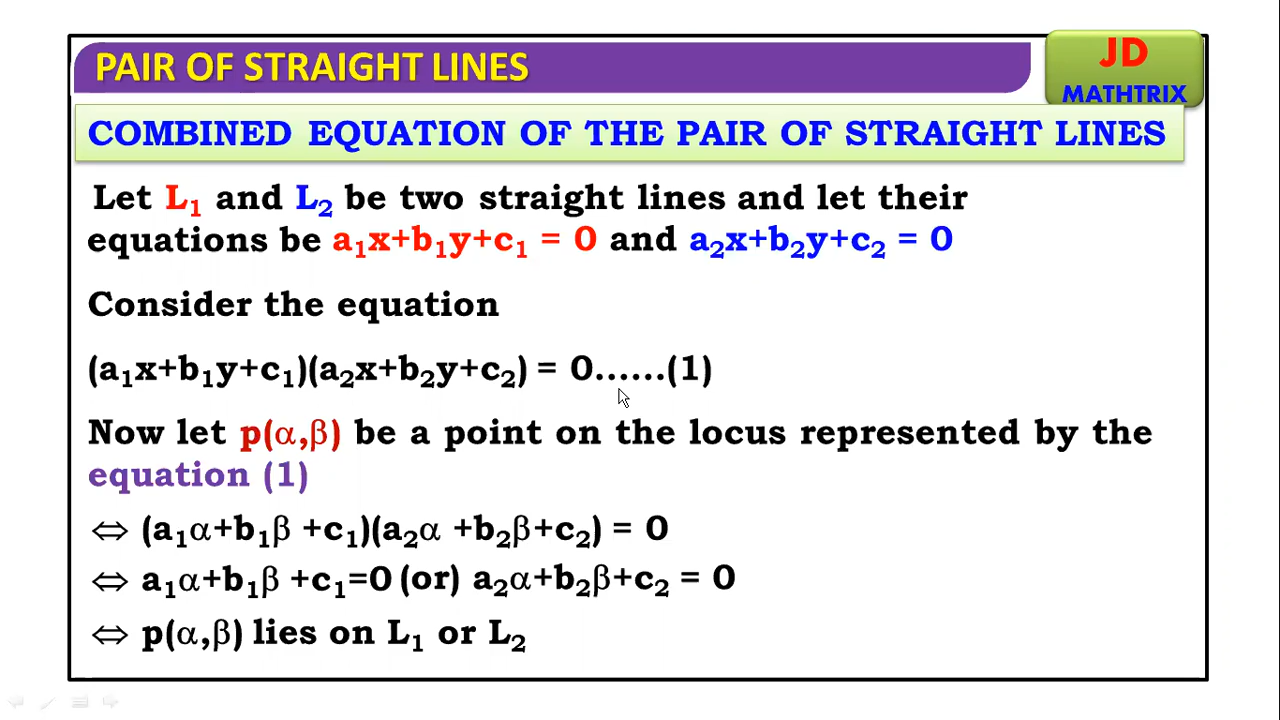 PAIR OF STRAIGHT LINES
JD
MATHTRIX
COMBINED EQUATION OF THE PAIR OF STRAIGHT LINES
Let L₁ and L₂ be two straight lines and let their
equations be a₁x+b₁y+c₁ = 0 and a₂x+b₂y+c₂ = 0
Consider the equation
(a₁x+b₁y+c₁)(a₂x+b₂y+c₂) = 0......(1)
Now let p(α,β) be a point on the locus represented by the
equation (1)
⇔ (a₁α+b₁β +c₁)(a₂α +b₂β+c₂) = 0
⇔ a₁α+b₁β +c₁=0 (or) a₂α+b₂β+c₂ = 0
⇔ p(α,β) lies on L₁ or L₂